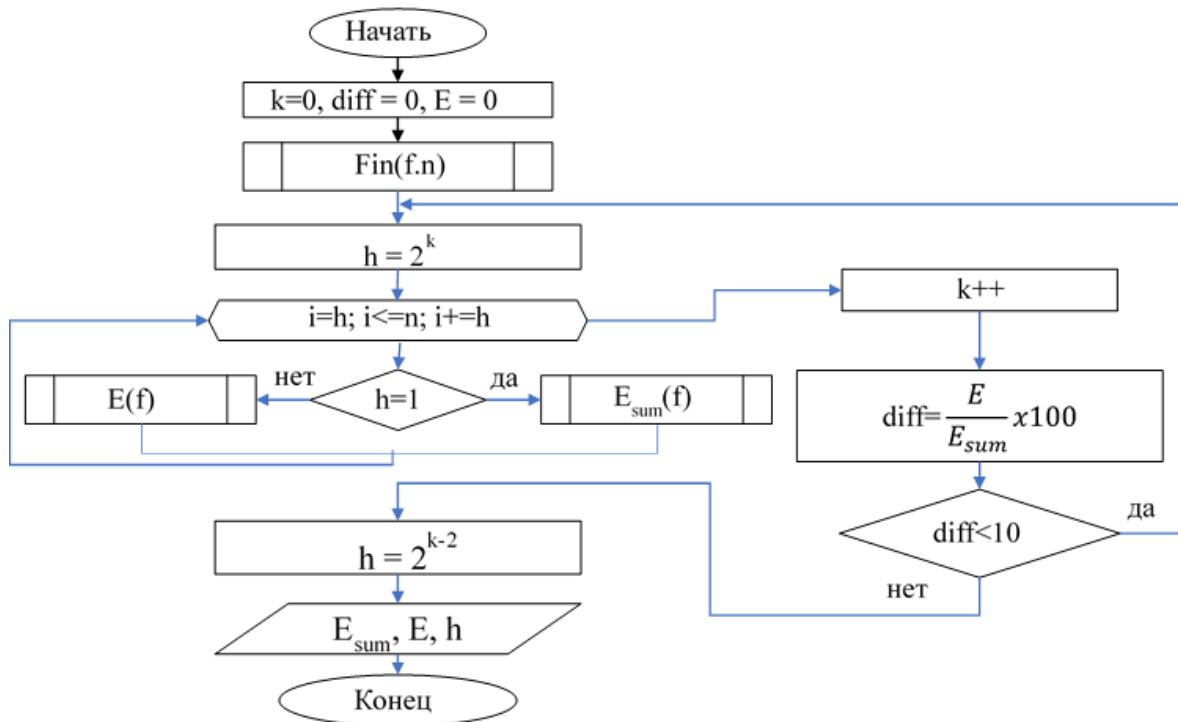 Начать
k=0, diff = 0, E = 0
Fin(f.n)
h = 2^k
i=h; i<=n; i+=h
k++
нет
да
E(f)
h=1
E_sum(f)
diff=E/E_sum x100
diff<10
да
нет
h = 2^k-2
E_sum, E, h
Конец